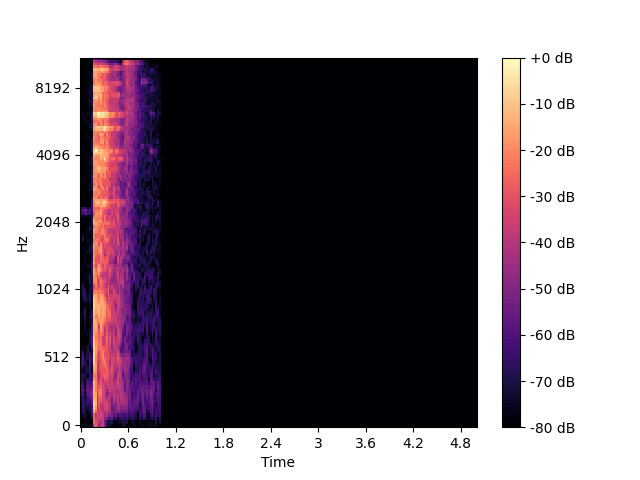 8192
4096
2048
1024
512
0
Hz
0 0.6 1.2 1.8 2.4 3 3.6 4.2 4.8
Time
+0 dB
-10 dB
-20 dB
-30 dB
-40 dB
-50 dB
-60 dB
-70 dB
-80 dB